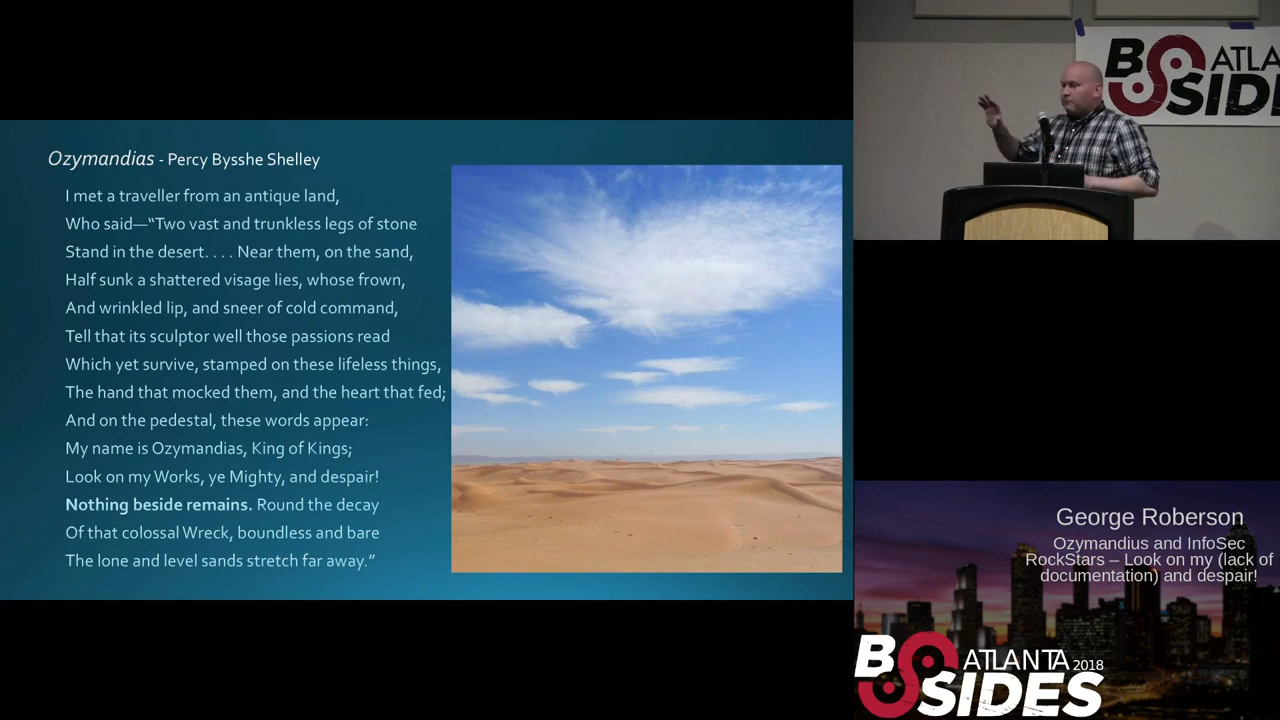 Ozymandias - Percy Bysshe Shelley
I met a traveller from an antique land,
Who said—“Two vast and trunkless legs of stone
Stand in the desert. . . . Near them, on the sand,
Half sunk a shattered visage lies, whose frown,
And wrinkled lip, and sneer of cold command,
Tell that its sculptor well those passions read
Which yet survive, stamped on these lifeless things,
The hand that mocked them, and the heart that fed;
And on the pedestal, these words appear:
My name is Ozymandias, King of Kings;
Look on my Works, ye Mighty, and despair!
Nothing beside remains. Round the decay
Of that colossal Wreck, boundless and bare
The lone and level sands stretch far away.”
B ATLA
SIDE
George Roberson
Ozymandius and InfoSec
RockStars – Look on my (lack of
documentation) and despair!
B ATLANTA 2018
SIDES